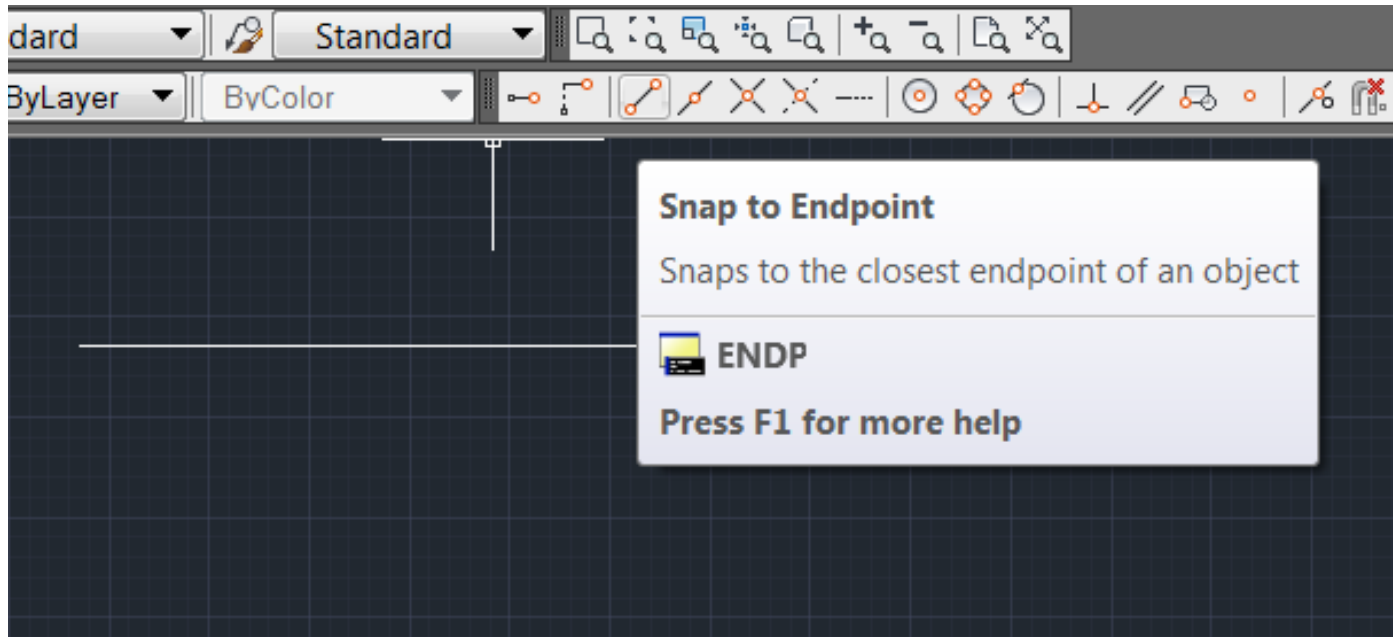 dard
Standard
ByLayer
ByColor
Snap to Endpoint
Snaps to the closest endpoint of an object
ENDP
Press F1 for more help